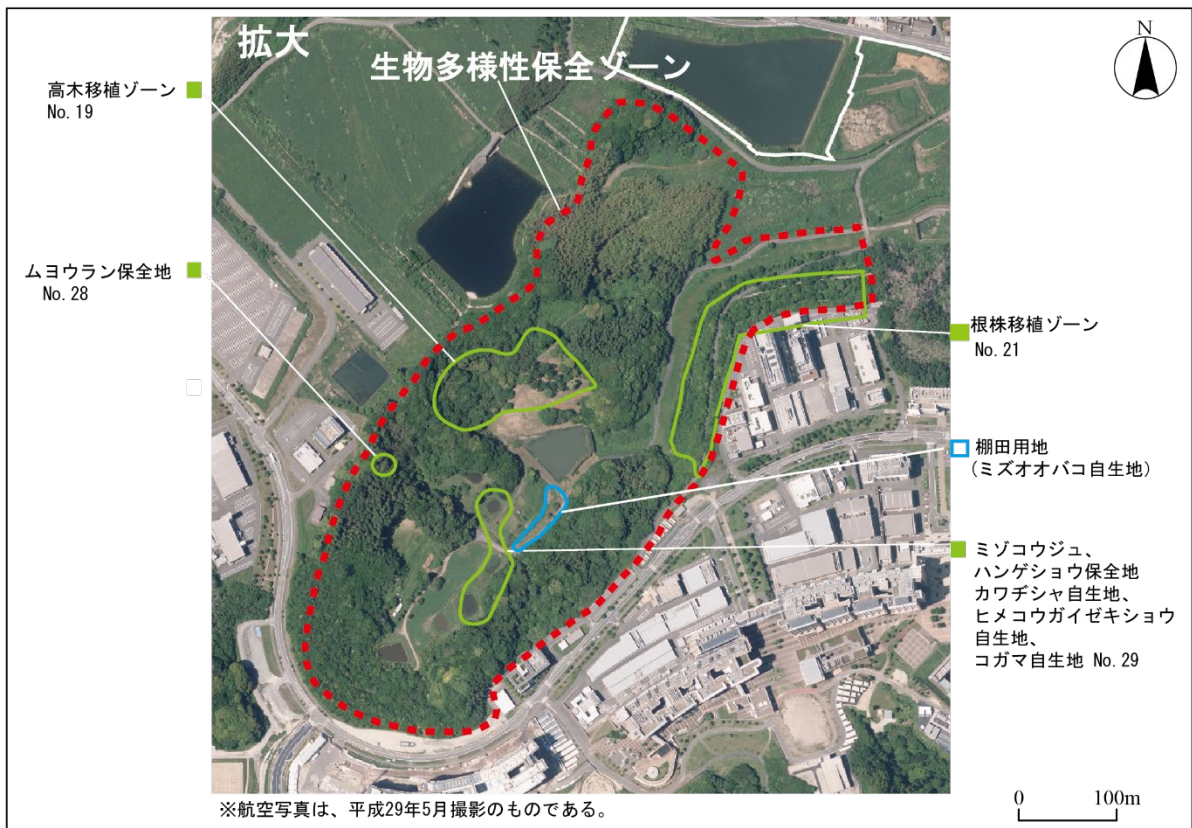 拡大
生物多様性保全ゾーン
N
高木移植ゾーン
No. 19
ムヨウラン保全地
No. 28
根株移植ゾーン
No. 21
棚田用地
(ミズオオバコ自生地)
ミゾコウジュ、
ハンゲショウ保全地
カワヂシャ自生地、
ヒメコウガイゼキショウ
自生地、
コガマ自生地 No. 29
※航空写真は、平成29年5月撮影のものである。
0 100m